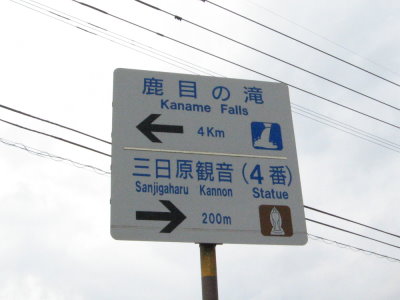 鹿目の滝
Kaname Falls
4Km
三日原観音(4番)
Sanjigaharu Kannon Statue
200m